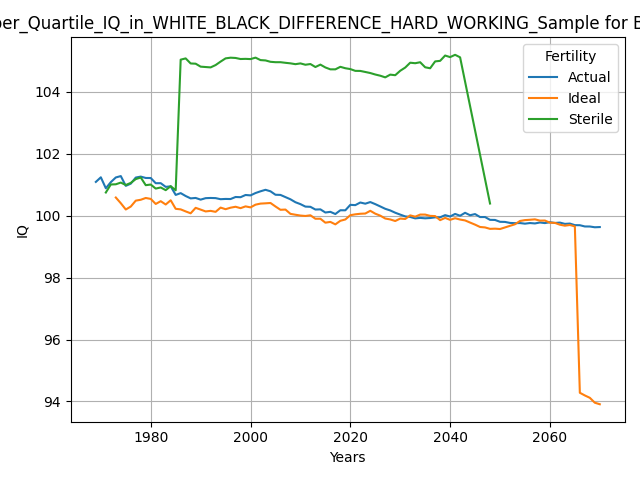 per_Quartile_IQ_in_WHITE_BLACK_DIFFERENCE_HARD_WORKING_Sample for E
Fertility
Actual
Ideal
Sterile
104
102
100
98
96
94
IQ
1980
2000
2020
2040
2060
Years